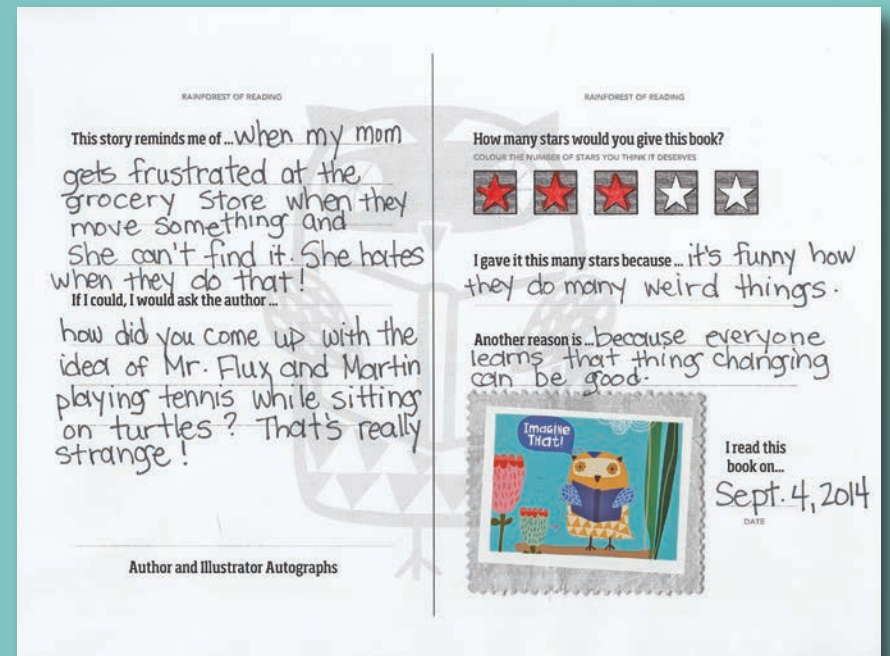 RAINFOREST OF READING
This story reminds me of ... When my mom
gets frustrated at the
grocery Store when they
move something and
She can't find it. She hates
when they do that!
If I could, I would ask the author ...
how did you come up with the
idea of Mr. Flux and Martin
playing tennis while sitting
on turtles? That's really
strange!
Author and Illustrator Autographs
RAINFOREST OF READING
How many stars would you give this book?
COLOUR THE NUMBER OF STARS YOU THINK IT DESERVES
I gave it this many stars because ... it's funny how
they do many weird things.
Another reason is ... because everyone
learns that thing changing
can be good.
IMAGINE
THAT!
I read this
book on...
Sept. 4, 2014
DATE